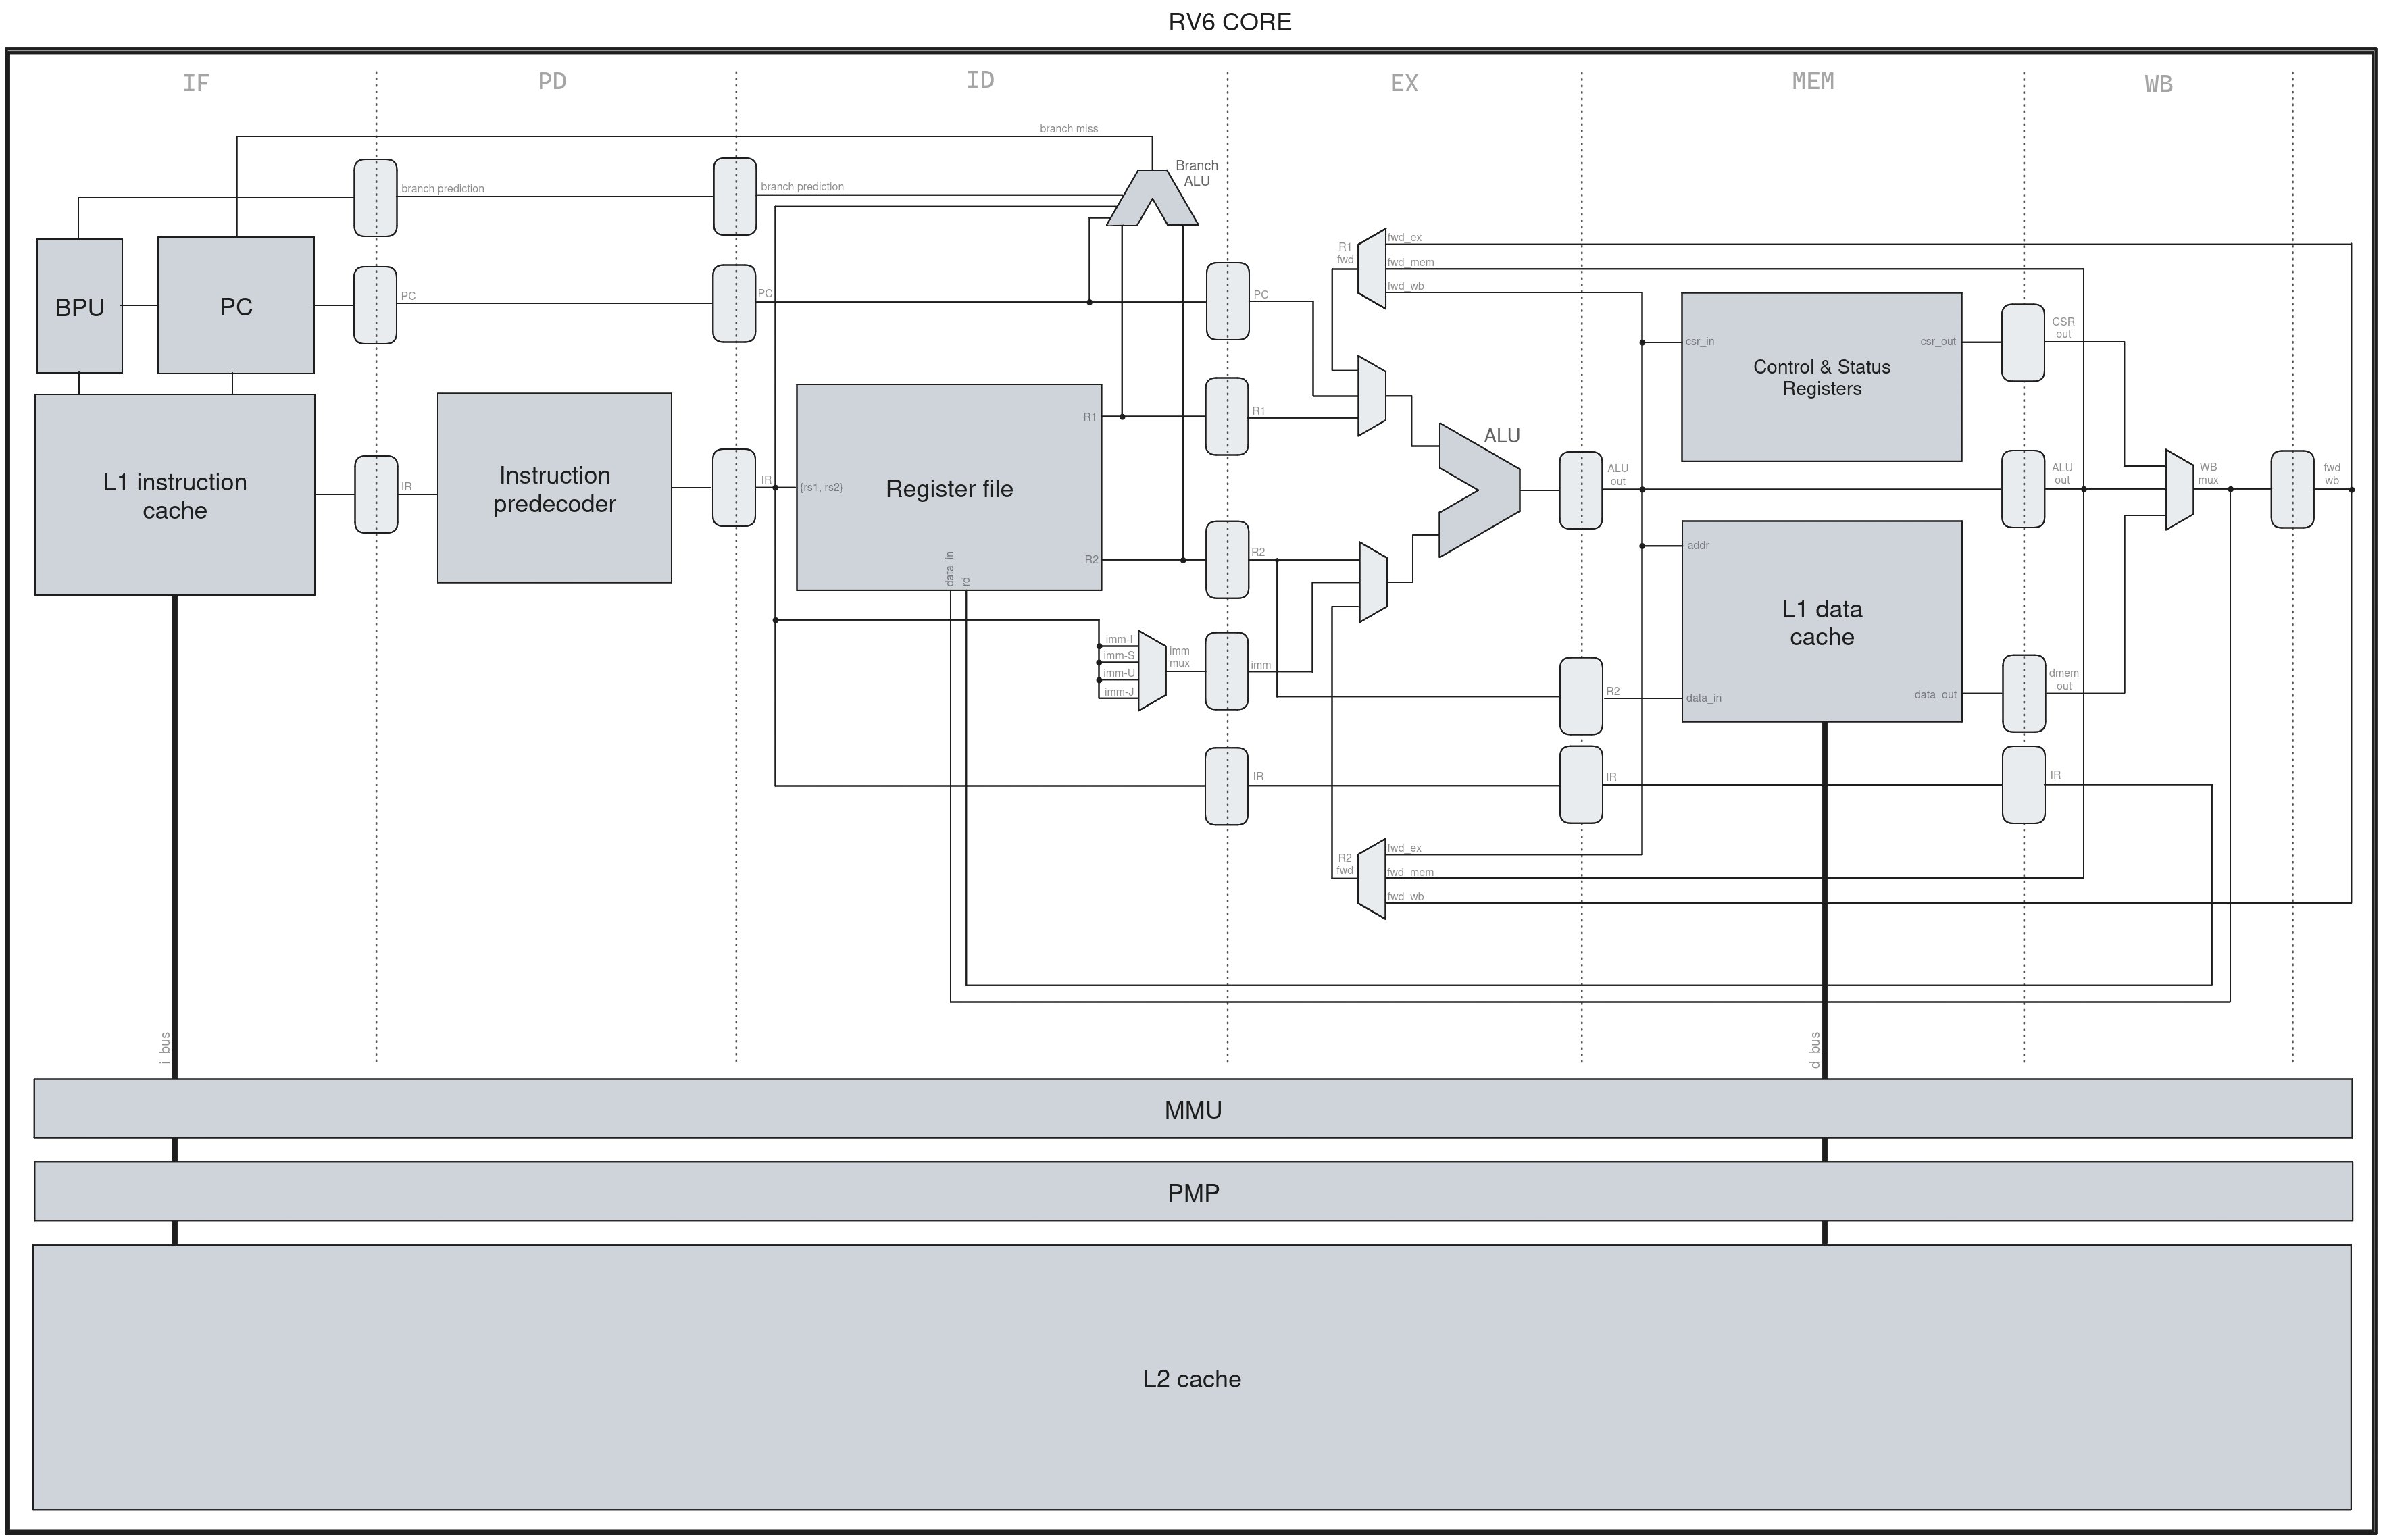 RV6 CORE
IF
PD
ID
EX
MEM
WB
branch miss
Branch
ALU
branch prediction
branch prediction
BPU
PC
PC
PC
PC
R1
fwd
fwd_ex
fwd_mem
fwd_wb
csr_in
csr_out
Control & Status
Registers
CSR
out
L1 instruction
cache
IR
Instruction
predecoder
IR
{rs1, rs2}
Register file
R1
R2
data_in
rd
R1
R2
ALU
ALU
out
ALU
out
WB
mux
fwd
wb
addr
L1 data
cache
data_in
data_out
dmem
out
imm-I
imm-S
imm-U
imm-J
imm
mux
imm
R2
IR
IR
IR
R2
fwd
fwd_ex
fwd_mem
fwd_wb
i_bus
d_bus
MMU
PMP
L2 cache